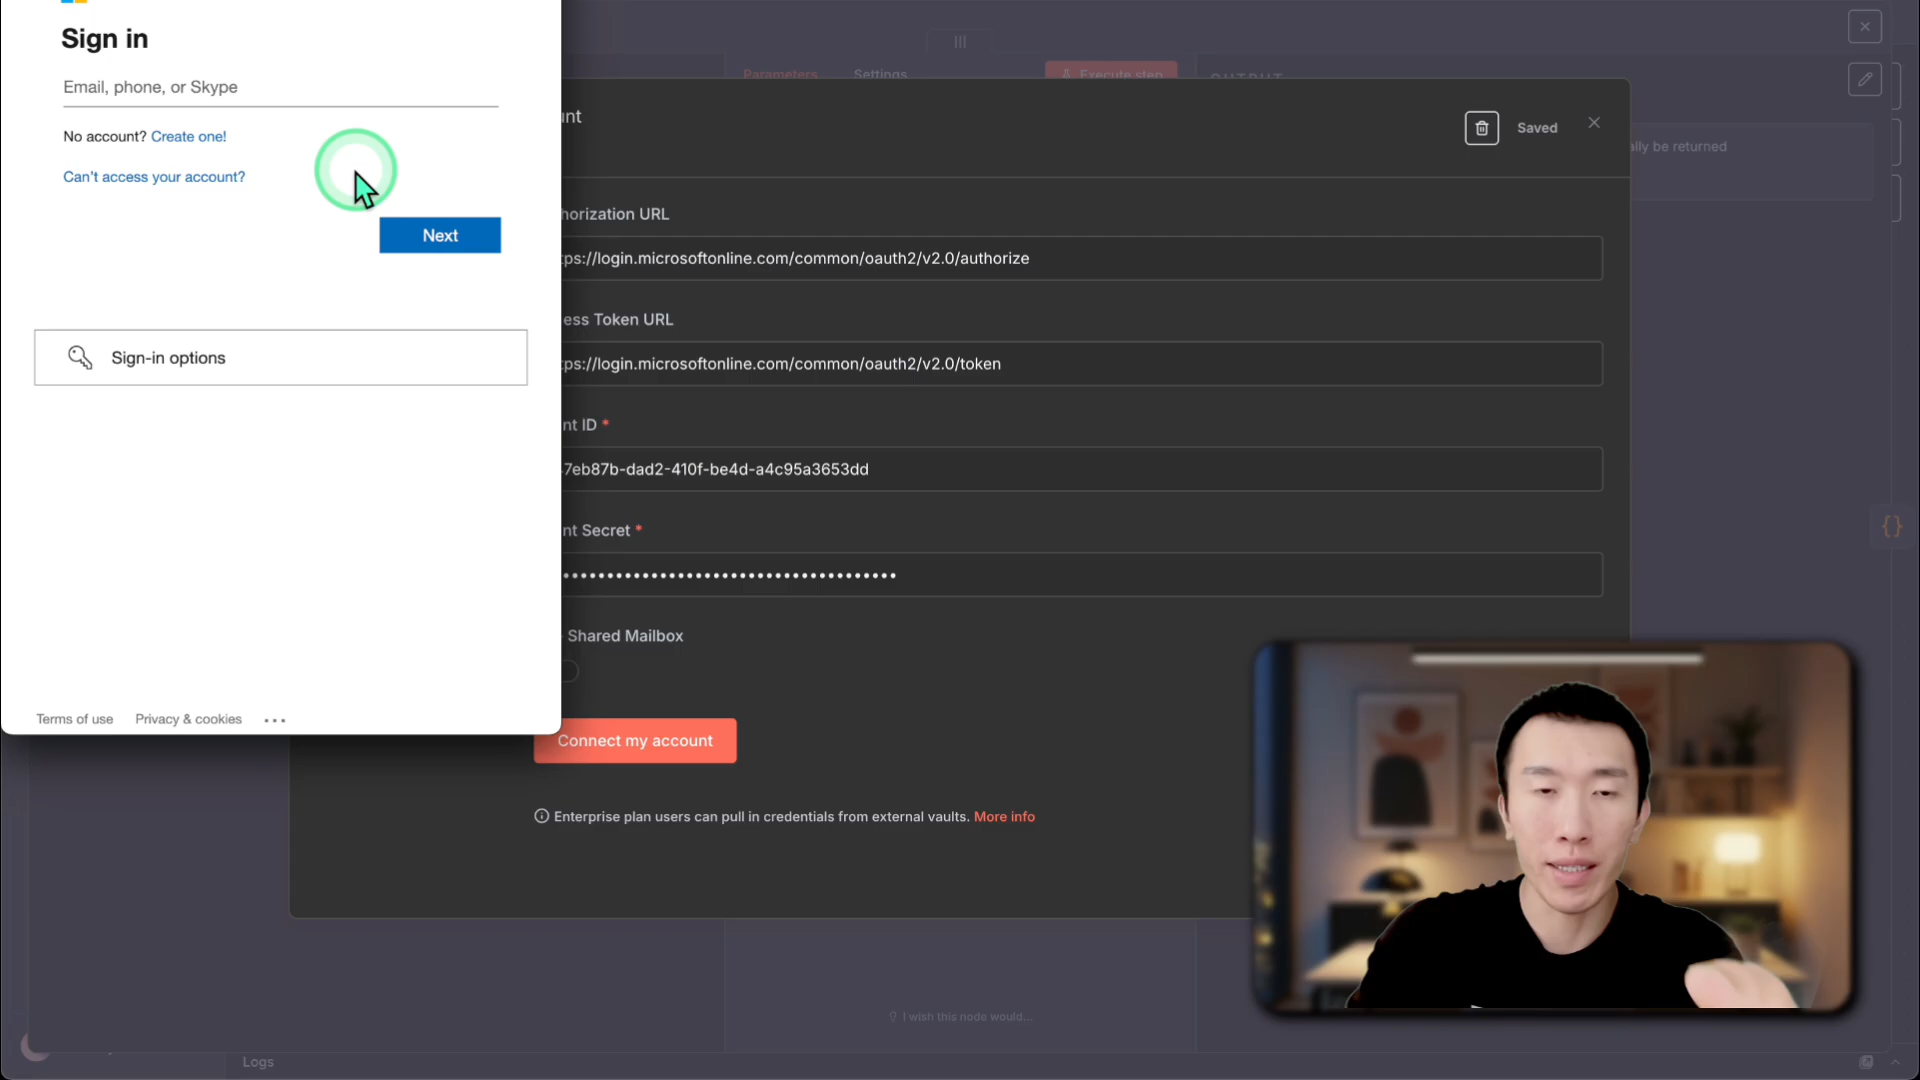 Sign in
Email, phone, or Skype
No account? Create one!
Can't access your account?
Next
Sign-in options
Terms of use Privacy & cookies
Parameters Settings Execute step OUTPUT
Saved
ally be returned
horization URL
ps://login.microsoftonline.com/common/oauth2/v2.0/authorize
ess Token URL
ps://login.microsoftonline.com/common/oauth2/v2.0/token
nt ID *
7eb87b-dad2-410f-be4d-a4c95a3653dd
nt Secret *
Shared Mailbox
Connect my account
Enterprise plan users can pull in credentials from external vaults. More info
I wish this node would...
Logs